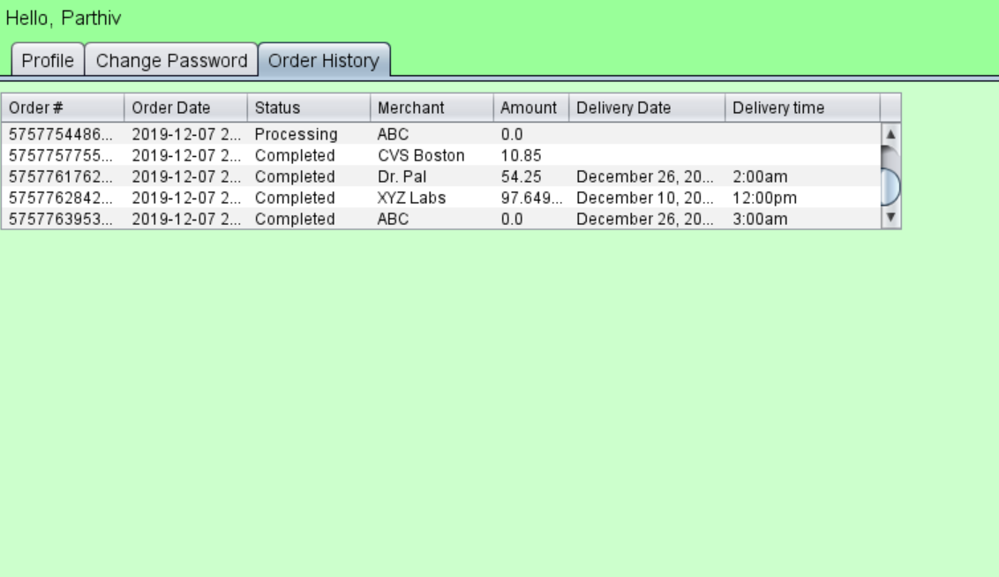 Hello, Parthiv
Profile Change Password Order History
Order # Order Date Status Merchant Amount Delivery Date Delivery time
5757754486... 2019-12-07 2... Processing ABC 0.0
5757757755... 2019-12-07 2... Completed CVS Boston 10.85
5757761762... 2019-12-07 2... Completed Dr. Pal 54.25 December 26, 20... 2:00am
5757762842... 2019-12-07 2... Completed XYZ Labs 97.649... December 10, 20... 12:00pm
5757763953... 2019-12-07 2... Completed ABC 0.0 December 26, 20... 3:00am